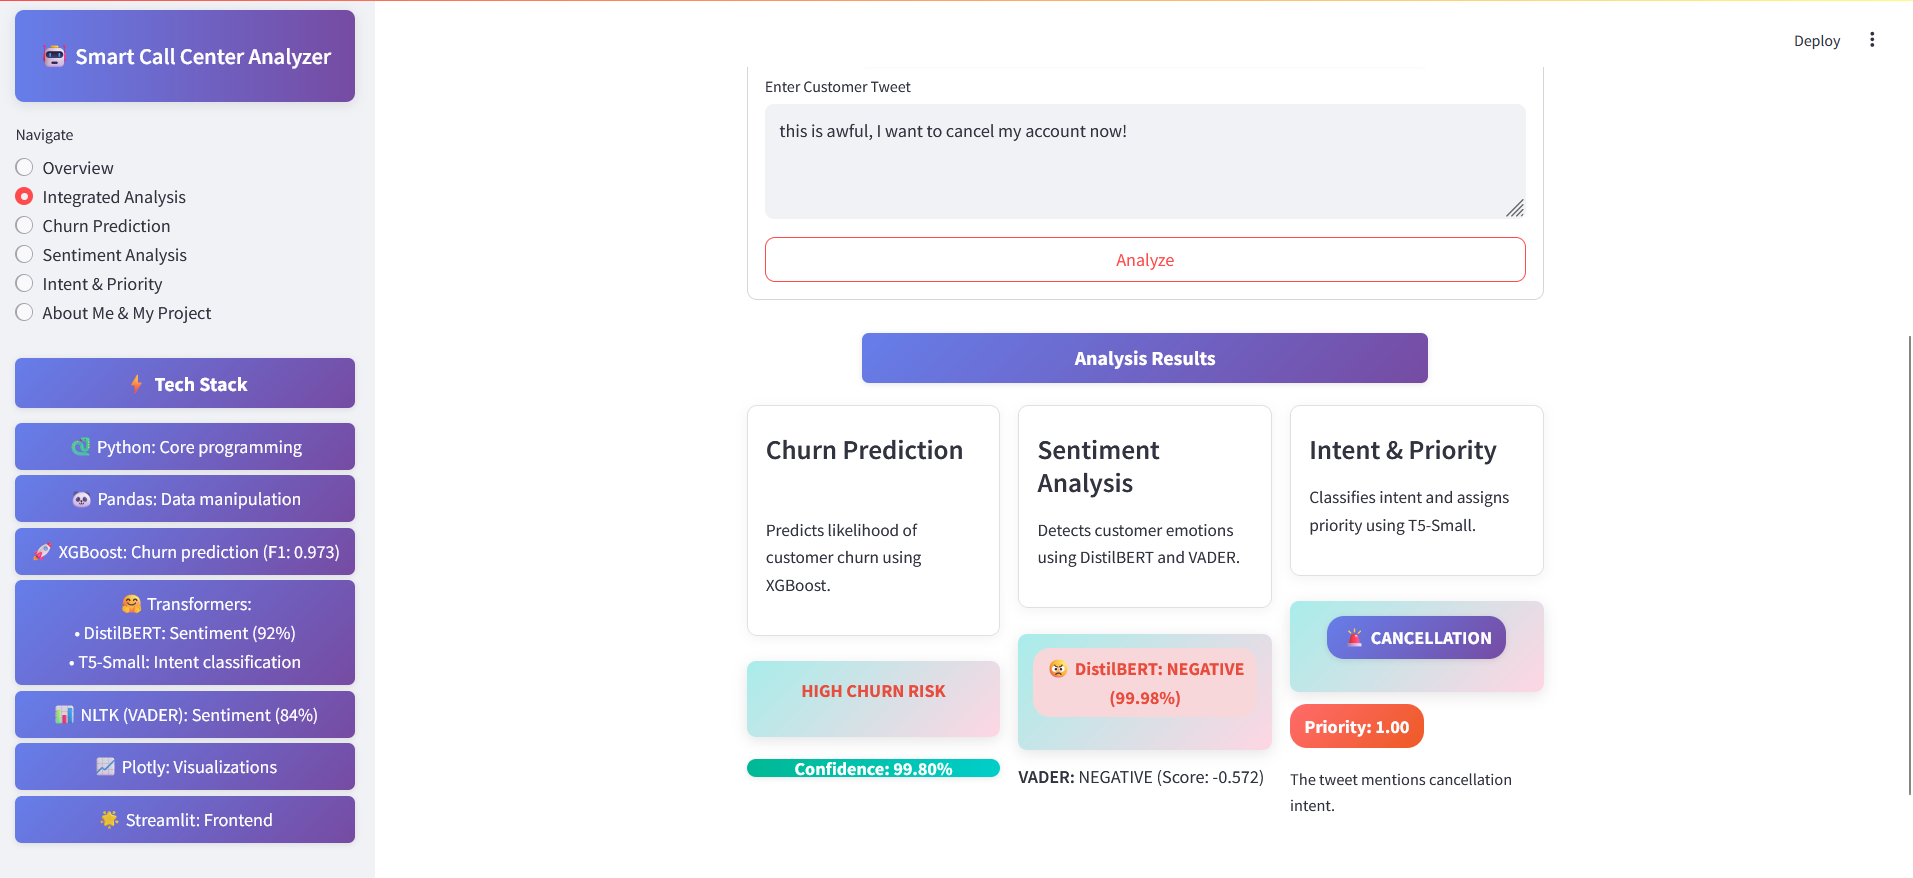 🤖 Smart Call Center Analyzer
Navigate
Overview
Integrated Analysis
Churn Prediction
Sentiment Analysis
Intent & Priority
About Me & My Project
⚡ Tech Stack
🐍 Python: Core programming
🐼 Pandas: Data manipulation
🚀 XGBoost: Churn prediction (F1: 0.973)
🤗 Transformers:
• DistilBERT: Sentiment (92%)
• T5-Small: Intent classification
📊 NLTK (VADER): Sentiment (84%)
📈 Plotly: Visualizations
🌟 Streamlit: Frontend
Deploy
Enter Customer Tweet
this is awful, I want to cancel my account now!
Analyze
Analysis Results
Churn Prediction
Predicts likelihood of
customer churn using
XGBoost.
HIGH CHURN RISK
Confidence: 99.80%
Sentiment
Analysis
Detects customer emotions
using DistilBERT and VADER.
😠 DistilBERT: NEGATIVE
(99.98%)
VADER: NEGATIVE (Score: -0.572)
Intent & Priority
Classifies intent and assigns
priority using T5-Small.
🚨 CANCELLATION
Priority: 1.00
The tweet mentions cancellation
intent.